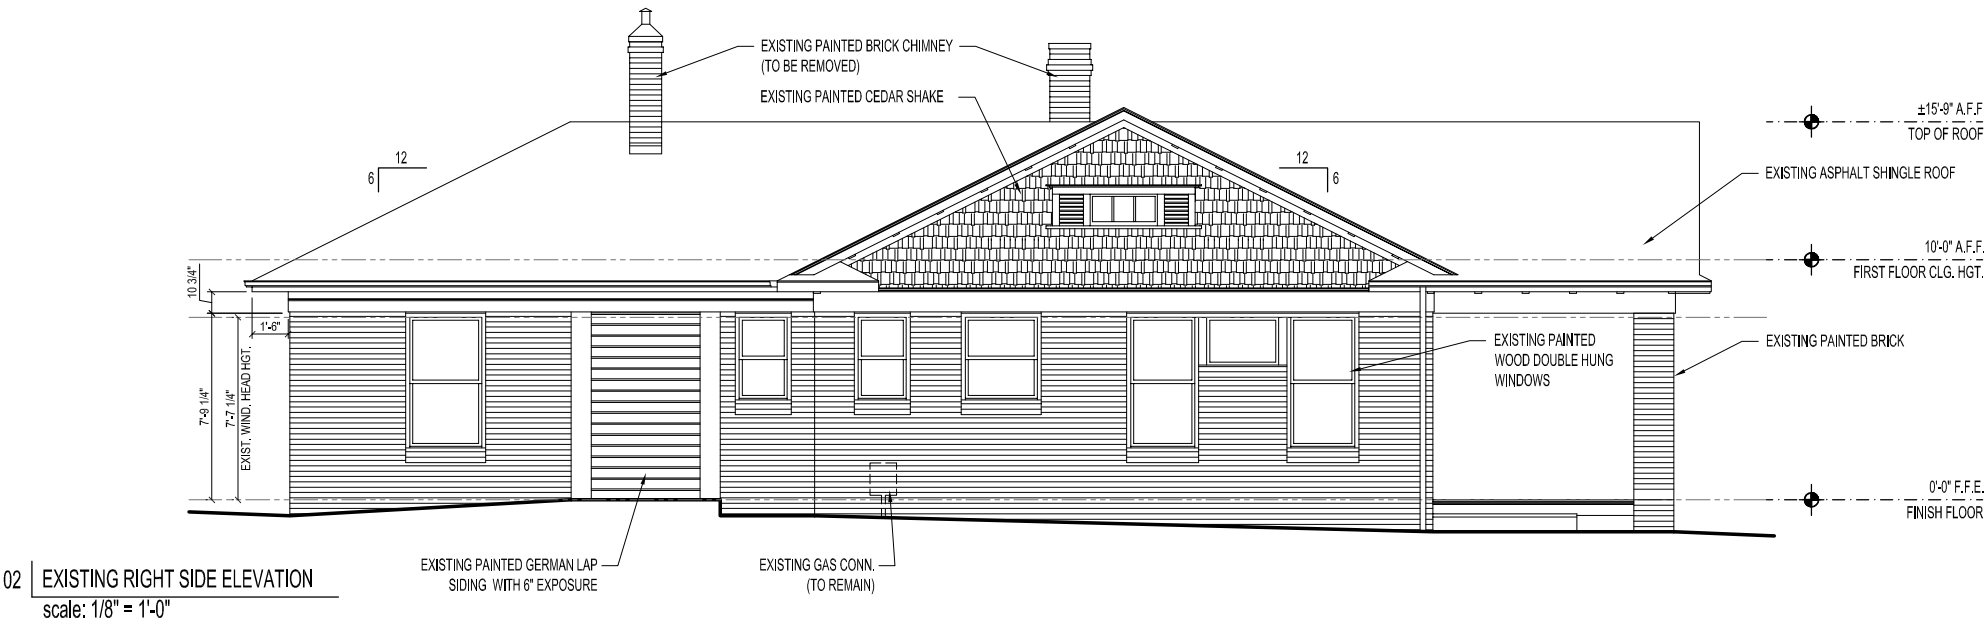 EXISTING PAINTED BRICK CHIMNEY
(TO BE REMOVED)
EXISTING PAINTED CEDAR SHAKE
±15'-9" A.F.F
TOP OF ROOF
12
6
12
6
EXISTING ASPHALT SHINGLE ROOF
10'-0" A.F.F.
FIRST FLOOR CLG. HGT.
10 3/4"
1'-6"
7'-9 1/4"
7'-7 1/4"
EXIST. WIND. HEAD HGT.
EXISTING PAINTED
WOOD DOUBLE HUNG
WINDOWS
EXISTING PAINTED BRICK
0'-0" F.F.E.
FINISH FLOOR
EXISTING PAINTED GERMAN LAP
SIDING WITH 6" EXPOSURE
EXISTING GAS CONN.
(TO REMAIN)
02 EXISTING RIGHT SIDE ELEVATION
scale: 1/8" = 1'-0"